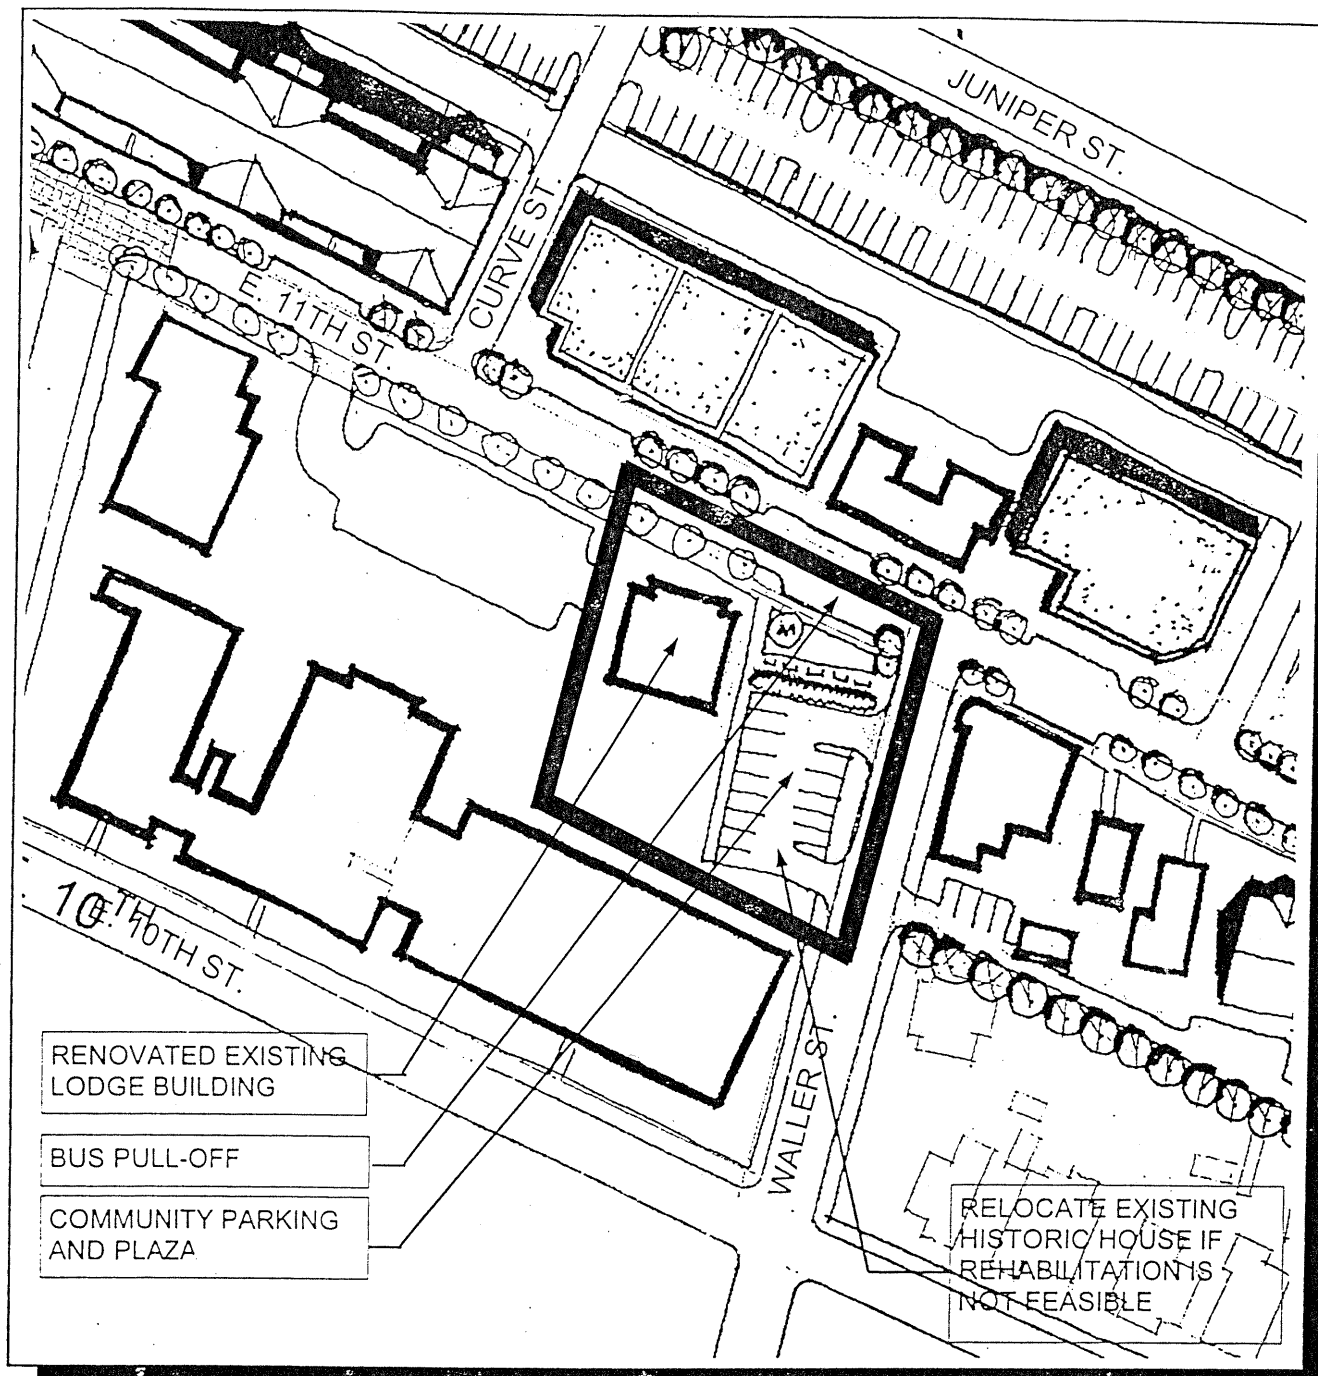 JUNIPER ST.
CURVE ST.
E. 11TH ST
10TH
E. 10TH ST.
WALLER ST.
RENOVATED EXISTING
LODGE BUILDING
BUS PULL-OFF
COMMUNITY PARKING
AND PLAZA
RELOCATE EXISTING
HISTORIC HOUSE IF
REHABILITATION IS
NOT FEASIBLE